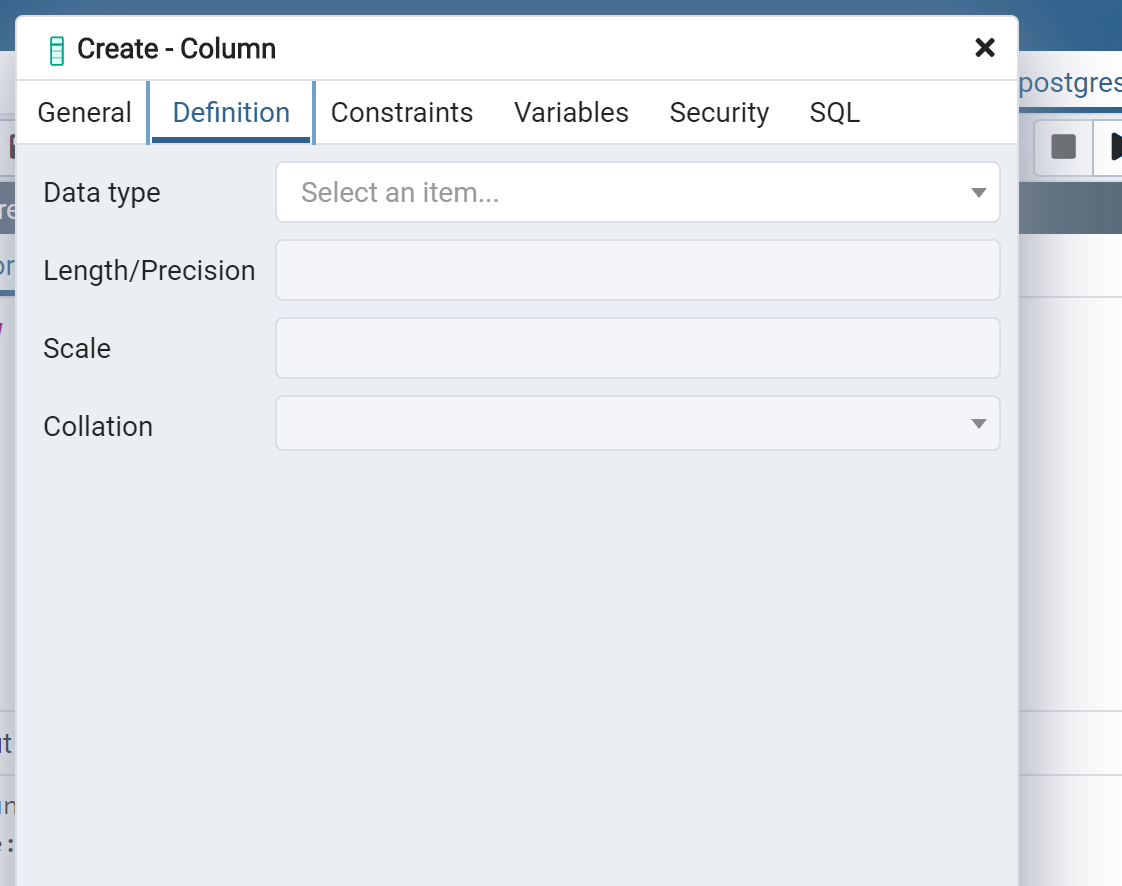 Create - Column
postgres
General Definition Constraints Variables Security SQL
Data type Select an item...
Length/Precision
Scale
Collation